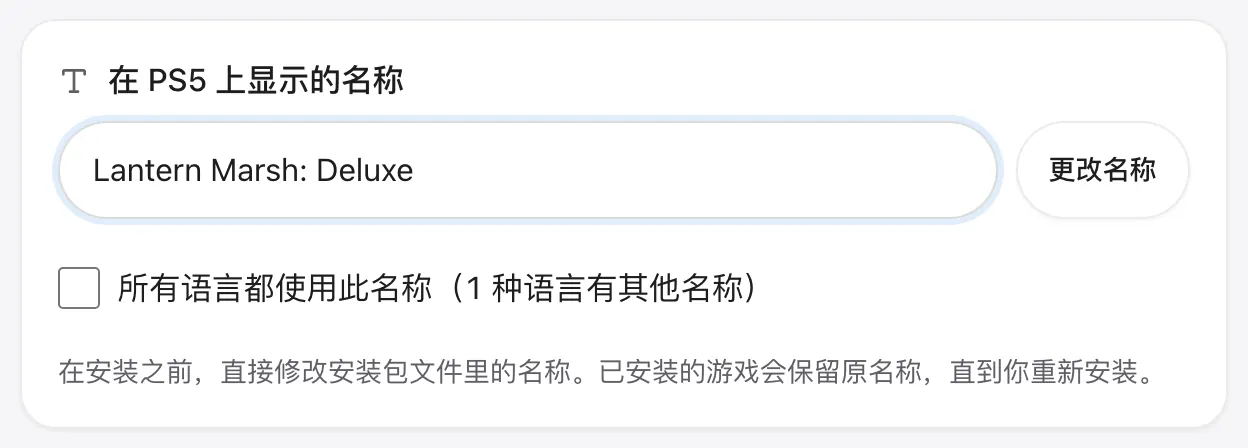 在 PS5 上显示的名称
Lantern Marsh: Deluxe
更改名称
所有语言都使用此名称（1 种语言有其他名称）
在安装之前，直接修改安装包文件里的名称。已安装的游戏会保留原名称，直到你重新安装。